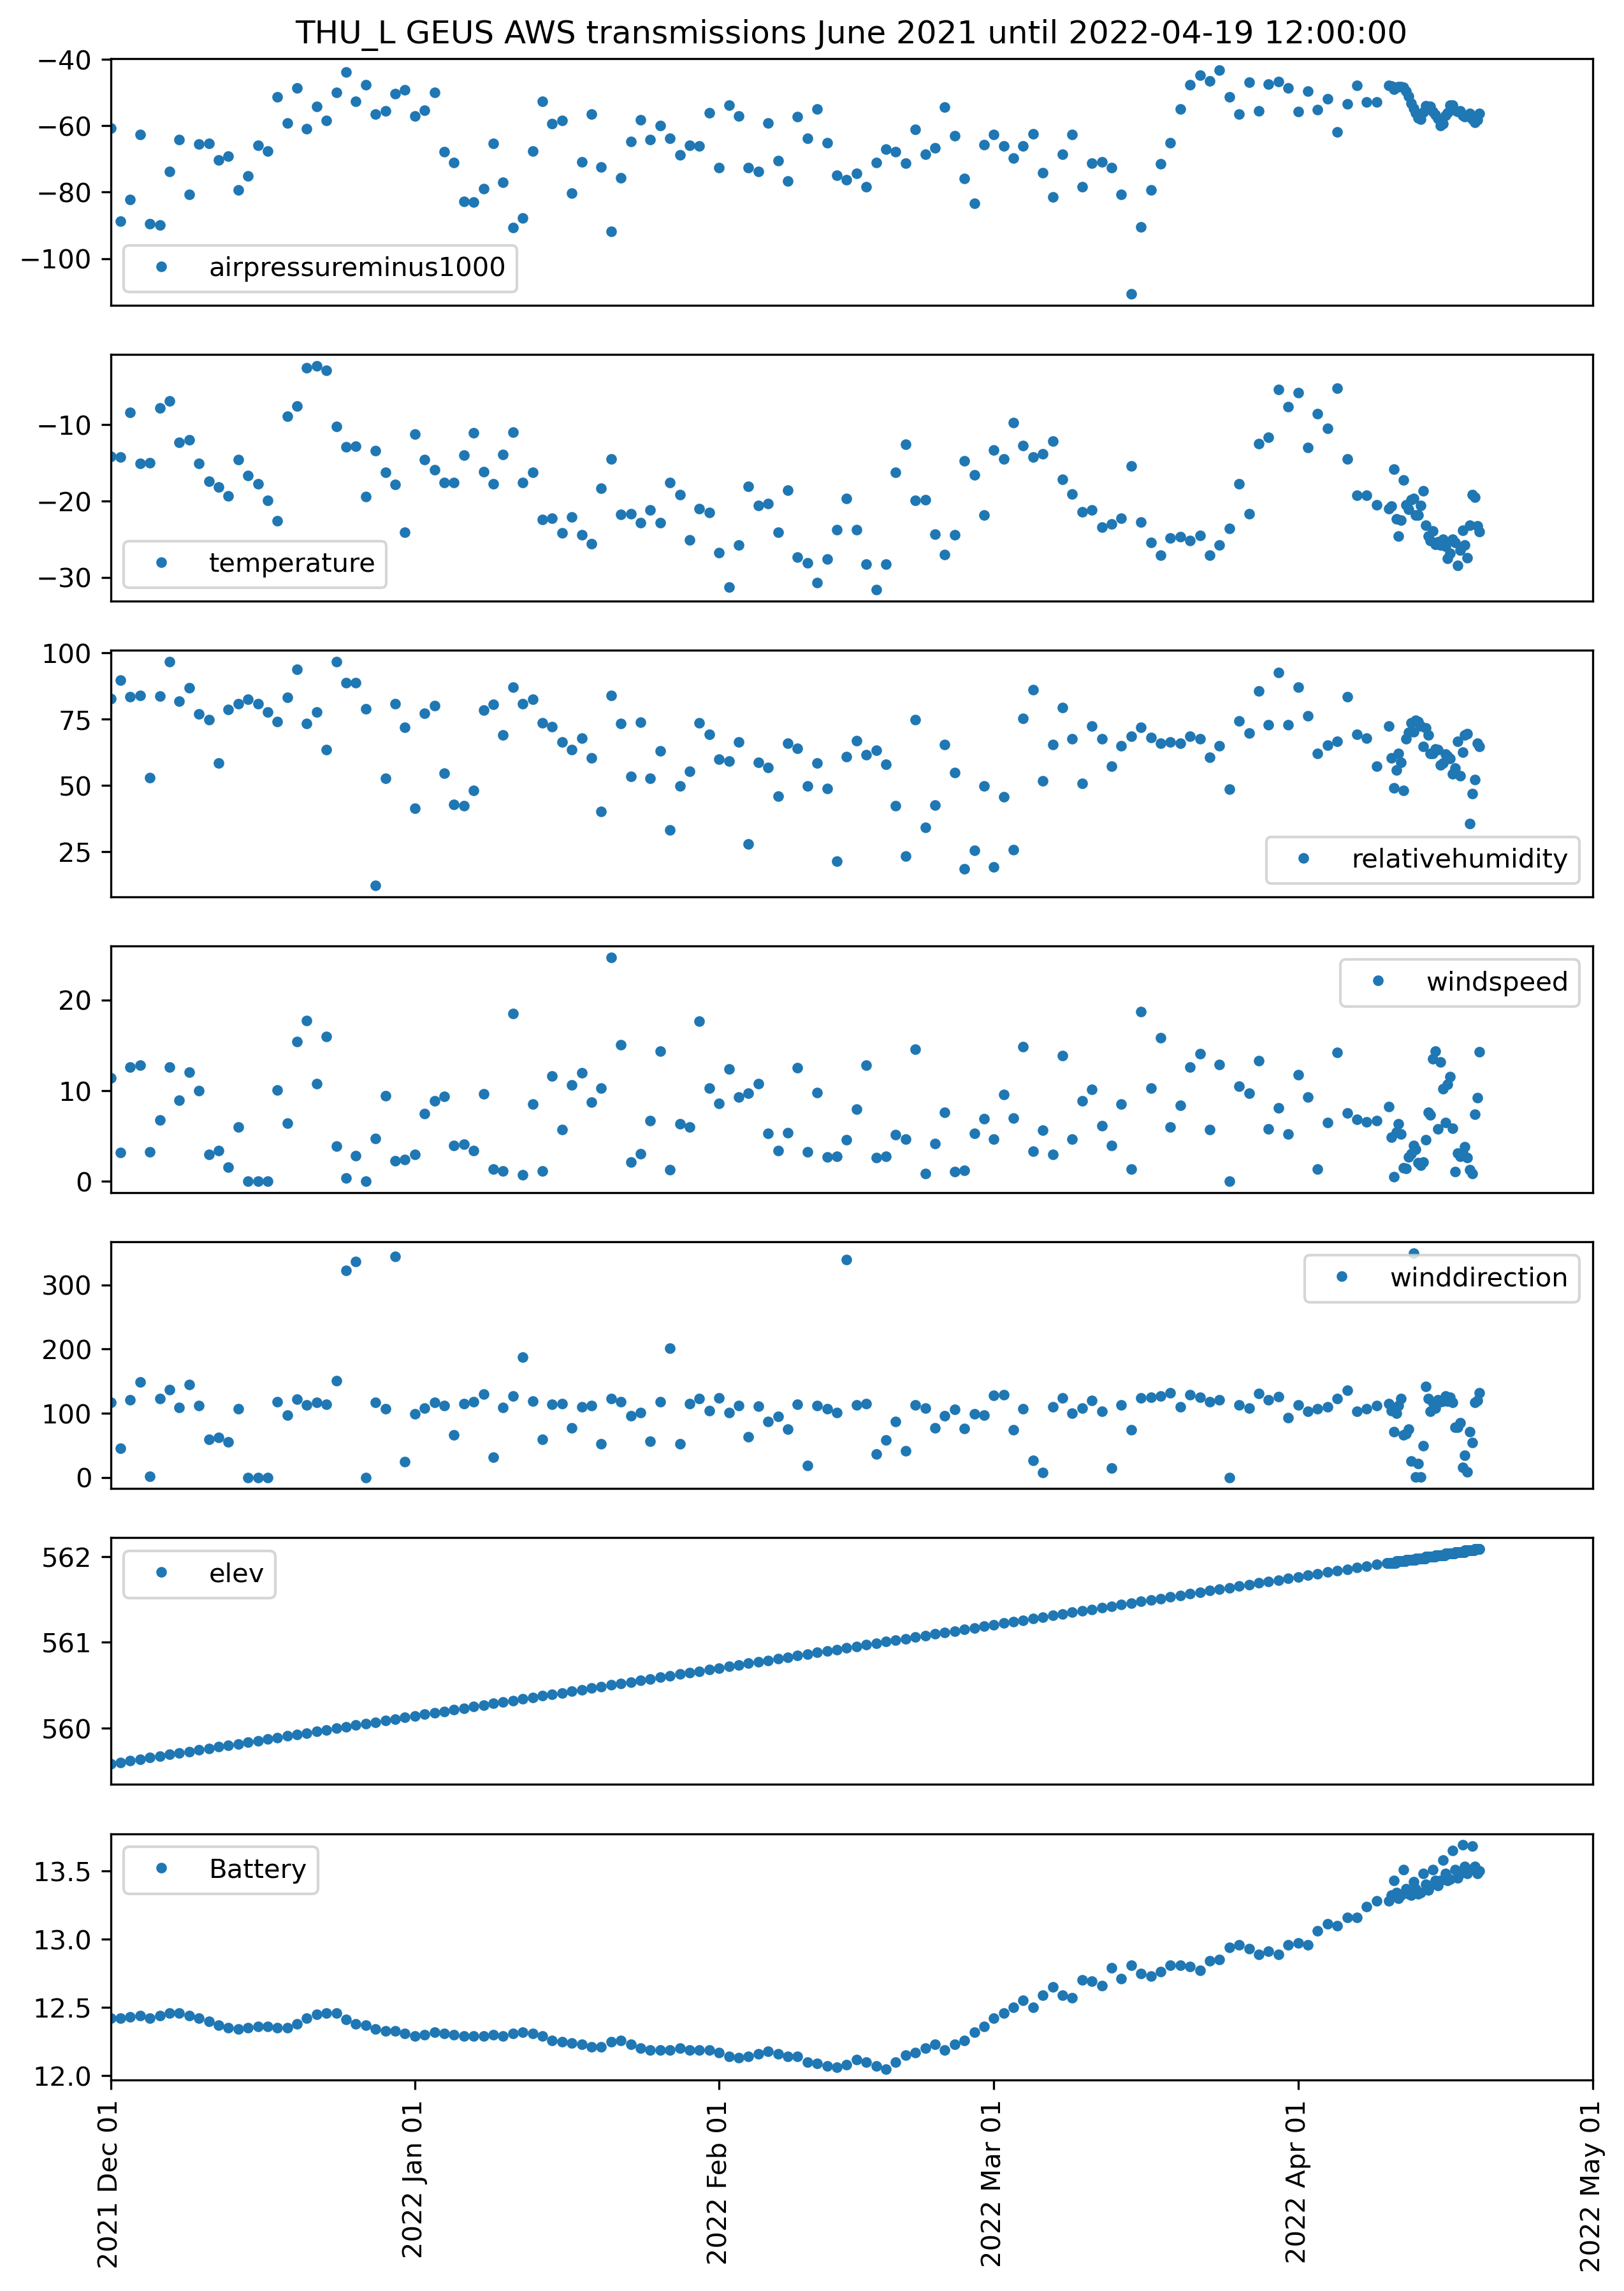 THU_L GEUS AWS transmissions June 2021 until 2022-04-19 12:00:00
−40
−60
−80
−100
airpressureminus1000
−10
−20
−30
temperature
100
75
50
25
relativehumidity
20
10
0
windspeed
300
200
100
0
winddirection
562
561
560
elev
13.5
13.0
12.5
12.0
Battery
2021 Dec 01
2022 Jan 01
2022 Feb 01
2022 Mar 01
2022 Apr 01
2022 May 01